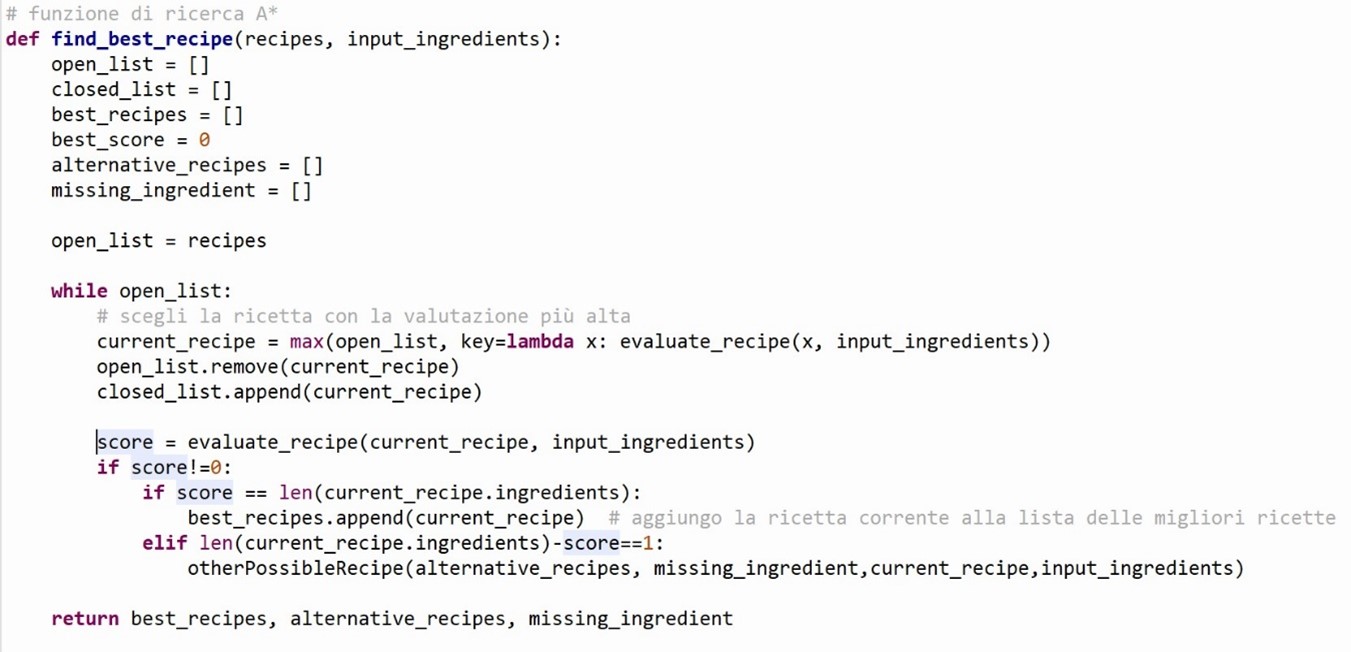 # funzione di ricerca A*
def find_best_recipe(recipes, input_ingredients):
    open_list = []
    closed_list = []
    best_recipes = []
    best_score = 0
    alternative_recipes = []
    missing_ingredient = []

    open_list = recipes

    while open_list:
        # scegli la ricetta con la valutazione più alta
        current_recipe = max(open_list, key=lambda x: evaluate_recipe(x, input_ingredients))
        open_list.remove(current_recipe)
        closed_list.append(current_recipe)

        score = evaluate_recipe(current_recipe, input_ingredients)
        if score!=0:
            if score == len(current_recipe.ingredients):
                best_recipes.append(current_recipe)  # aggiungo la ricetta corrente alla lista delle migliori ricette
            elif len(current_recipe.ingredients)-score==1:
                otherPossibleRecipe(alternative_recipes, missing_ingredient,current_recipe,input_ingredients)

    return best_recipes, alternative_recipes, missing_ingredient